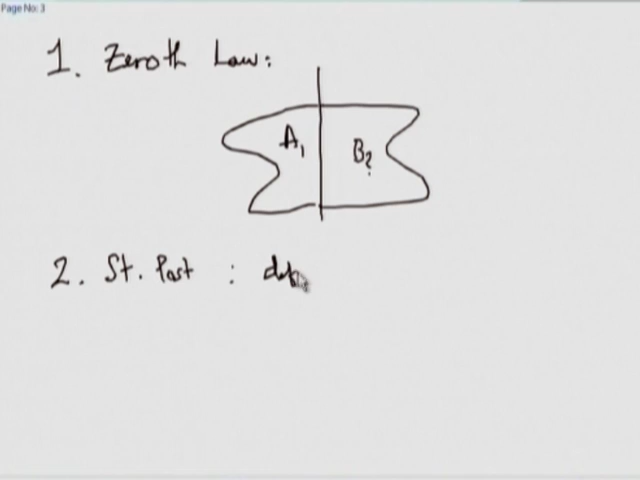 Page No: 3
1. Zeroth Law:
A1
B2
2. St. Post :